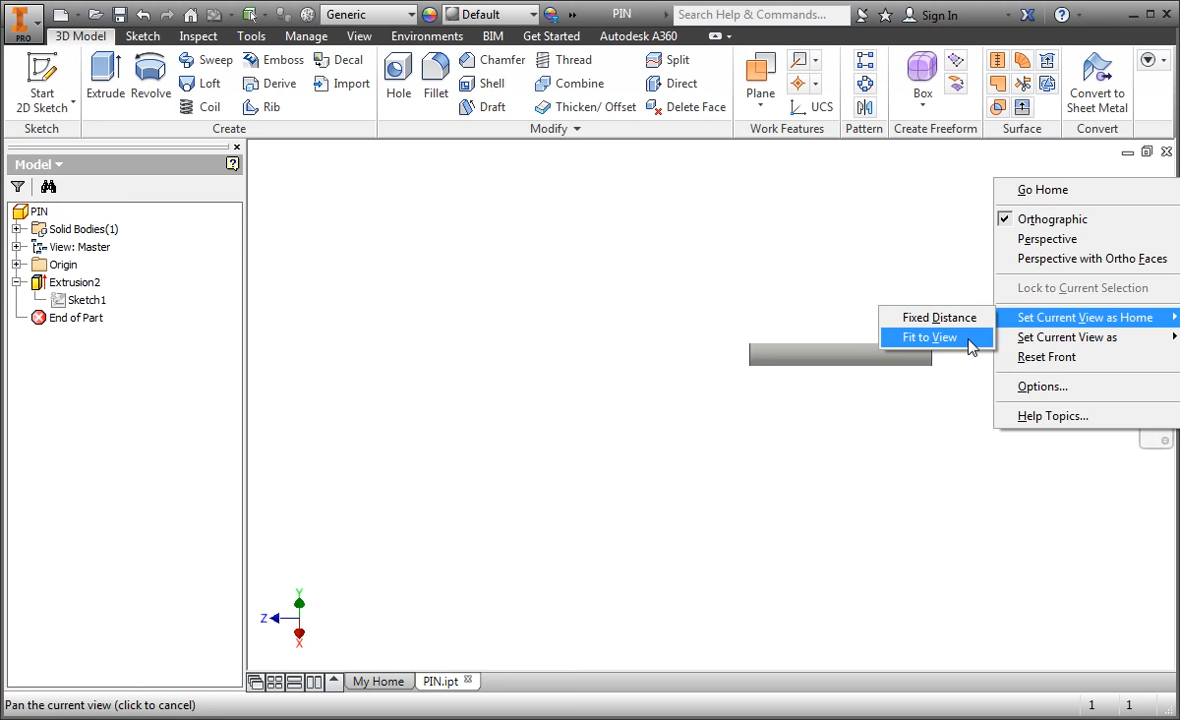 Generic Default PIN Search Help & Commands... Sign In
PRO 3D Model Sketch Inspect Tools Manage View Environments BIM Get Started Autodesk A360
Start 2D Sketch
Extrude Revolve
Sweep Emboss Decal
Loft Derive Import
Coil Rib
Hole Fillet
Chamfer Thread Split
Shell Combine Direct
Draft Thicken/ Offset Delete Face
Plane UCS
Box
Convert to Sheet Metal
Sketch Create Modify Work Features Pattern Create Freeform Surface Convert
Model
PIN
Solid Bodies(1)
View: Master
Origin
Extrusion2
Sketch1
End of Part
Go Home
Orthographic
Perspective
Perspective with Ortho Faces
Lock to Current Selection
Set Current View as Home
Set Current View as
Reset Front
Options...
Help Topics...
Fixed Distance
Fit to View
Y
Z
X
My Home PIN.ipt
Pan the current view (click to cancel) 1 1